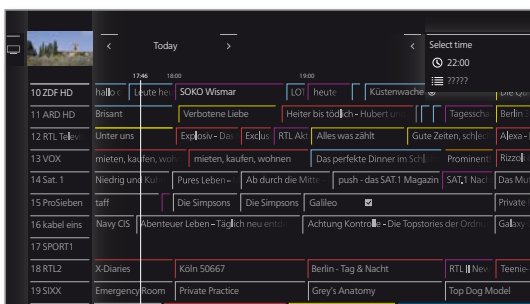 < Today > < Select time
22:00
?????
17:46 18:00 19:00
10 ZDF HD hallo Leute SOKO Wismar heute Küstenwache
11 ARD HD Brisant Verbotene Liebe Heiter bis tödlich - Hubert Tagesscha Berlin
12 RTL Televi Unter uns Explosiv - Das Exclus RTL Akt Alles was zählt Gute Zeiten, schlec Alexa -
13 VOX mieten, kaufen, woh mieten, kaufen, wohnen Das perfekte Dinner im Schl Prominent! Rizzoli
14 Sat. 1 Niedrig und Kuh Pures Leben – Ab durch die Mitte push - das SAT.1 Magazin SAT.1 Nach Das Mu
15 ProSieben taff Die Simpsons Die Simpsons Galileo Private
16 kabel eins Navy CIS Abenteuer Leben – Täglich neu entd Achtung Kontrolle – Die Topstories der Ordnu Galaxy
17 SPORT1
18 RTL2 X-Diaries Köln 50667 Berlin - Tag & Nacht RTL II New Teenie-
19 SIXX Emergency Room Private Practice Grey's Anatomy Top Dog Model